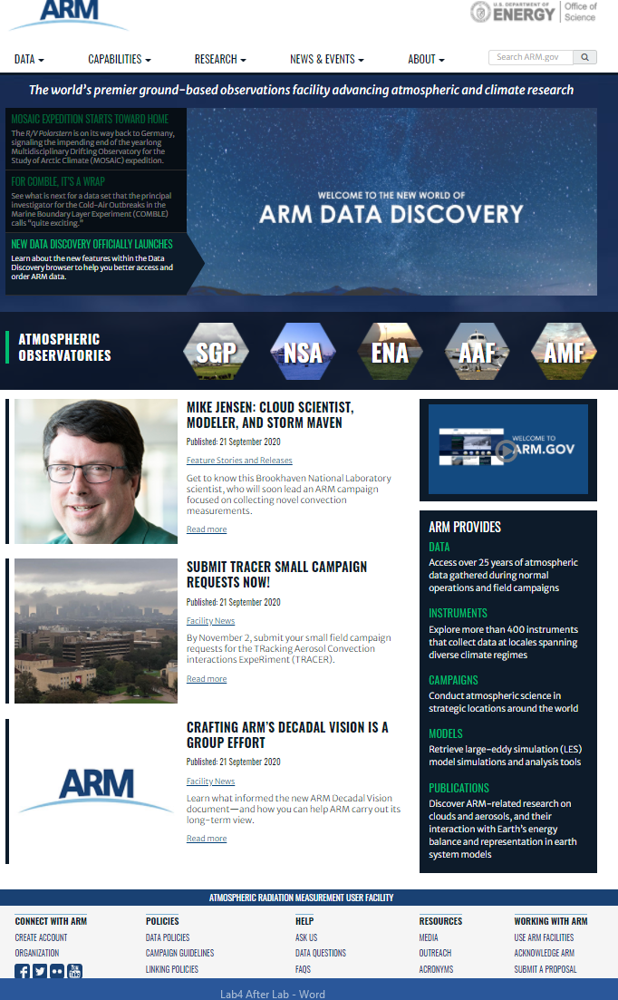 ARM
U.S. DEPARTMENT OF
ENERGY
Office of
Science
DATA
CAPABILITIES
RESEARCH
NEWS & EVENTS
ABOUT
Search ARM.gov
The world's premier ground-based observations facility advancing atmospheric and climate research
MOSAIC EXPEDITION STARTS TOWARD HOME
The R/V Polarstern is on its way back to Germany,
signaling the impending end of the yearlong
Multidisciplinary Drifting Observatory for the
Study of Arctic Climate (MOSAiC) expedition.
FOR COMBLE, IT'S A WRAP
See what is next for a data set that the principal
investigator for the Cold-Air Outbreaks in the
Marine Boundary Layer Experiment (COMBLE)
calls "quite exciting."
NEW DATA DISCOVERY OFFICIALLY LAUNCHES
Learn about the new features within the Data
Discovery browser to help you better access and
order ARM data.
WELCOME TO THE NEW WORLD OF
ARM DATA DISCOVERY
ATMOSPHERIC
OBSERVATORIES
SGP
NSA
ENA
AAF
AMF
MIKE JENSEN: CLOUD SCIENTIST,
MODELER, AND STORM MAVEN
Published: 21 September 2020
Feature Stories and Releases
Get to know this Brookhaven National Laboratory
scientist, who will soon lead an ARM campaign
focused on collecting novel convection
measurements.
Read more
SUBMIT TRACER SMALL CAMPAIGN
REQUESTS NOW!
Published: 21 September 2020
Facility News
By November 2, submit your small field campaign
requests for the TRacking Aerosol Convection
interactions ExpeRiment (TRACER).
Read more
ARM
CRAFTING ARM'S DECADAL VISION IS A
GROUP EFFORT
Published: 21 September 2020
Facility News
Learn what informed the new ARM Decadal Vision
document—and how you can help ARM carry out its
long-term view.
Read more
WELCOME TO
ARM.GOV
ARM PROVIDES
DATA
Access over 25 years of atmospheric
data gathered during normal
operations and field campaigns
INSTRUMENTS
Explore more than 400 instruments
that collect data at locales spanning
diverse climate regimes
CAMPAIGNS
Conduct atmospheric science in
strategic locations around the world
MODELS
Retrieve large-eddy simulation (LES)
model simulations and analysis tools
PUBLICATIONS
Discover ARM-related research on
clouds and aerosols, and their
interaction with Earth's energy
balance and representation in earth
system models
ATMOSPHERIC RADIATION MEASUREMENT USER FACILITY
CONNECT WITH ARM
CREATE ACCOUNT
ORGANIZATION
POLICIES
DATA POLICIES
CAMPAIGN GUIDELINES
LINKING POLICIES
HELP
ASK US
DATA QUESTIONS
FAQS
RESOURCES
MEDIA
OUTREACH
ACRONYMS
WORKING WITH ARM
USE ARM FACILITIES
ACKNOWLEDGE ARM
SUBMIT A PROPOSAL
Lab4 After Lab - Word